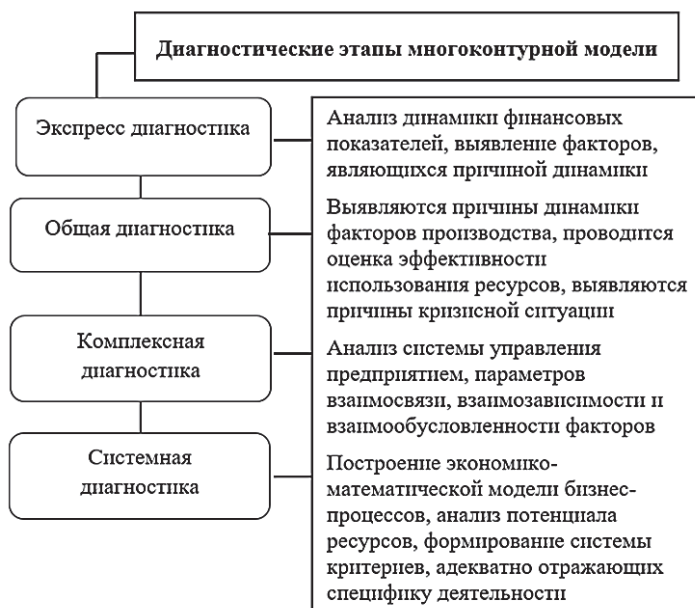 Диагностические этапы многоконтурной модели
Экспресс диагностика
Анализ динамики финансовых
показателей, выявление факторов,
являющихся причиной динамики
Общая диагностика
Выявляются причины динамики
факторов производства, проводится
оценка эффективности
использования ресурсов, выявляются
причины кризисной ситуации
Комплексная
диагностика
Анализ системы управления
предприятием, параметров
взаимосвязи, взаимозависимости и
взаимообусловленности факторов
Системная
диагностика
Построение экономико-
математической модели бизнес-
процессов, анализ потенциала
ресурсов, формирование системы
критериев, адекватно отражающих
специфику деятельности